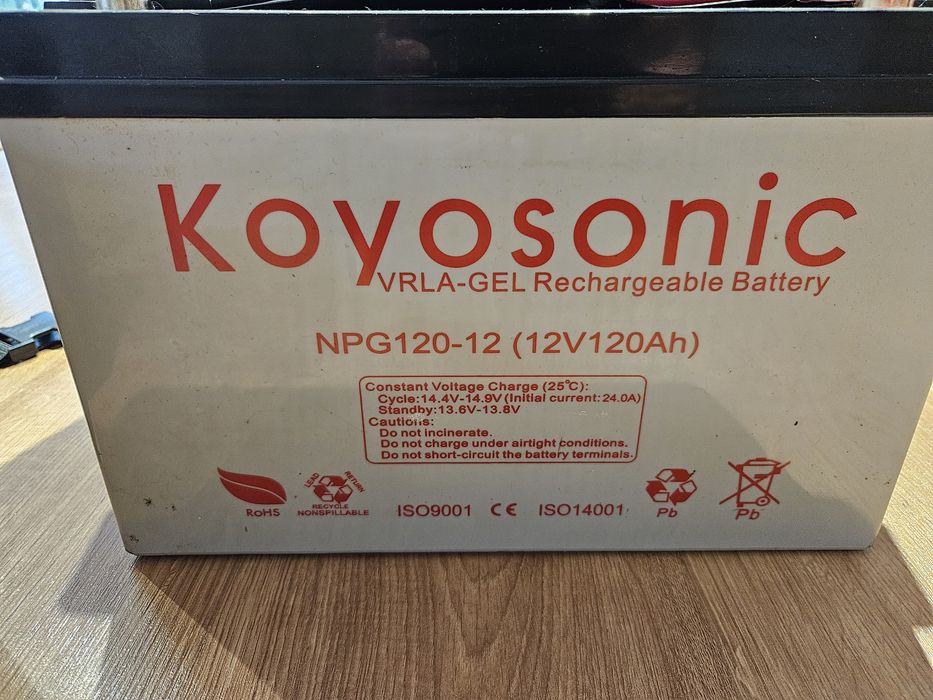 Koyosonic
VRLA-GEL Rechargeable Battery
NPG120-12 (12V120Ah)
Constant Voltage Charge (25℃):
Cycle:14.4V-14.9V (Initial current:24.0A)
Standby:13.6V-13.8V
Cautions:
Do not incinerate.
Do not charge under airtight conditions.
Do not short-circuit the battery terminals.
RoHS
LEAD RETURN
RECYCLE
NONSPILLABLE
ISO9001 CE ISO14001
Pb
Pb